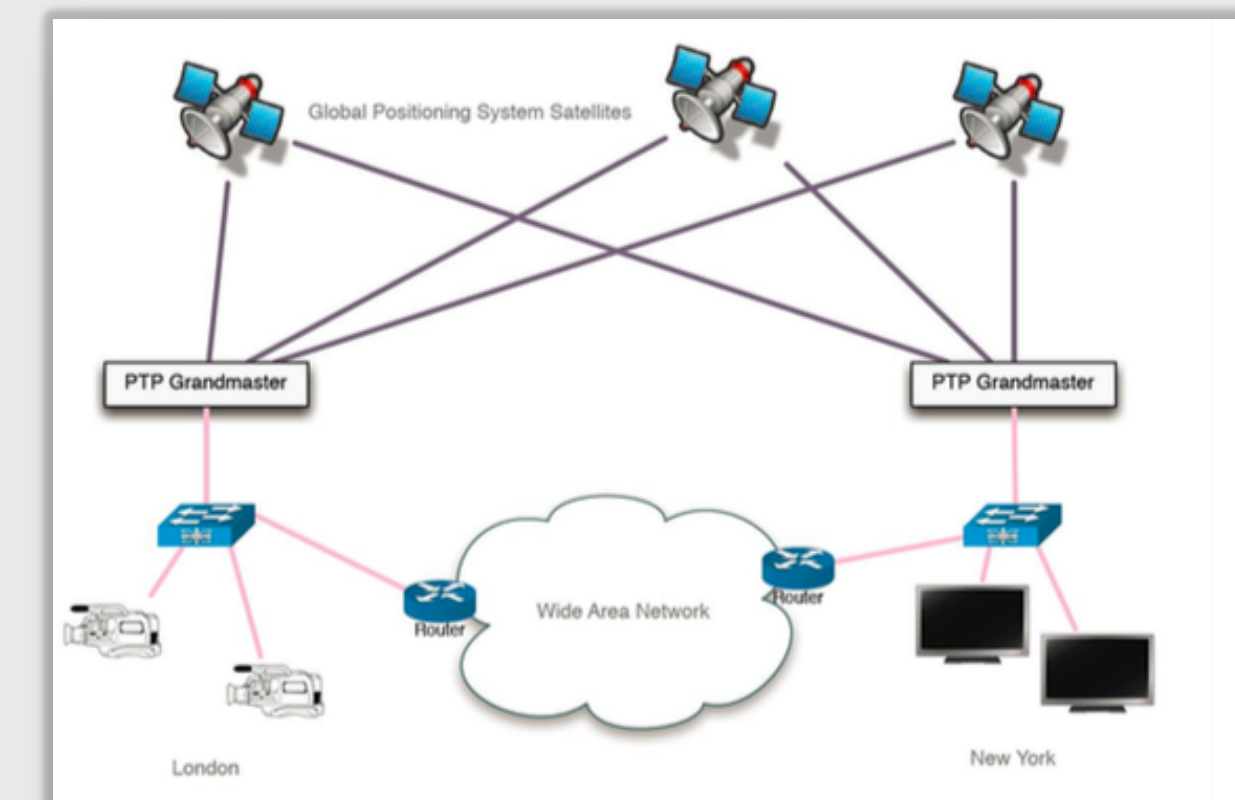 Global Positioning System Satellites
PTP Grandmaster
PTP Grandmaster
Wide Area Network
Router
Router
London
New York